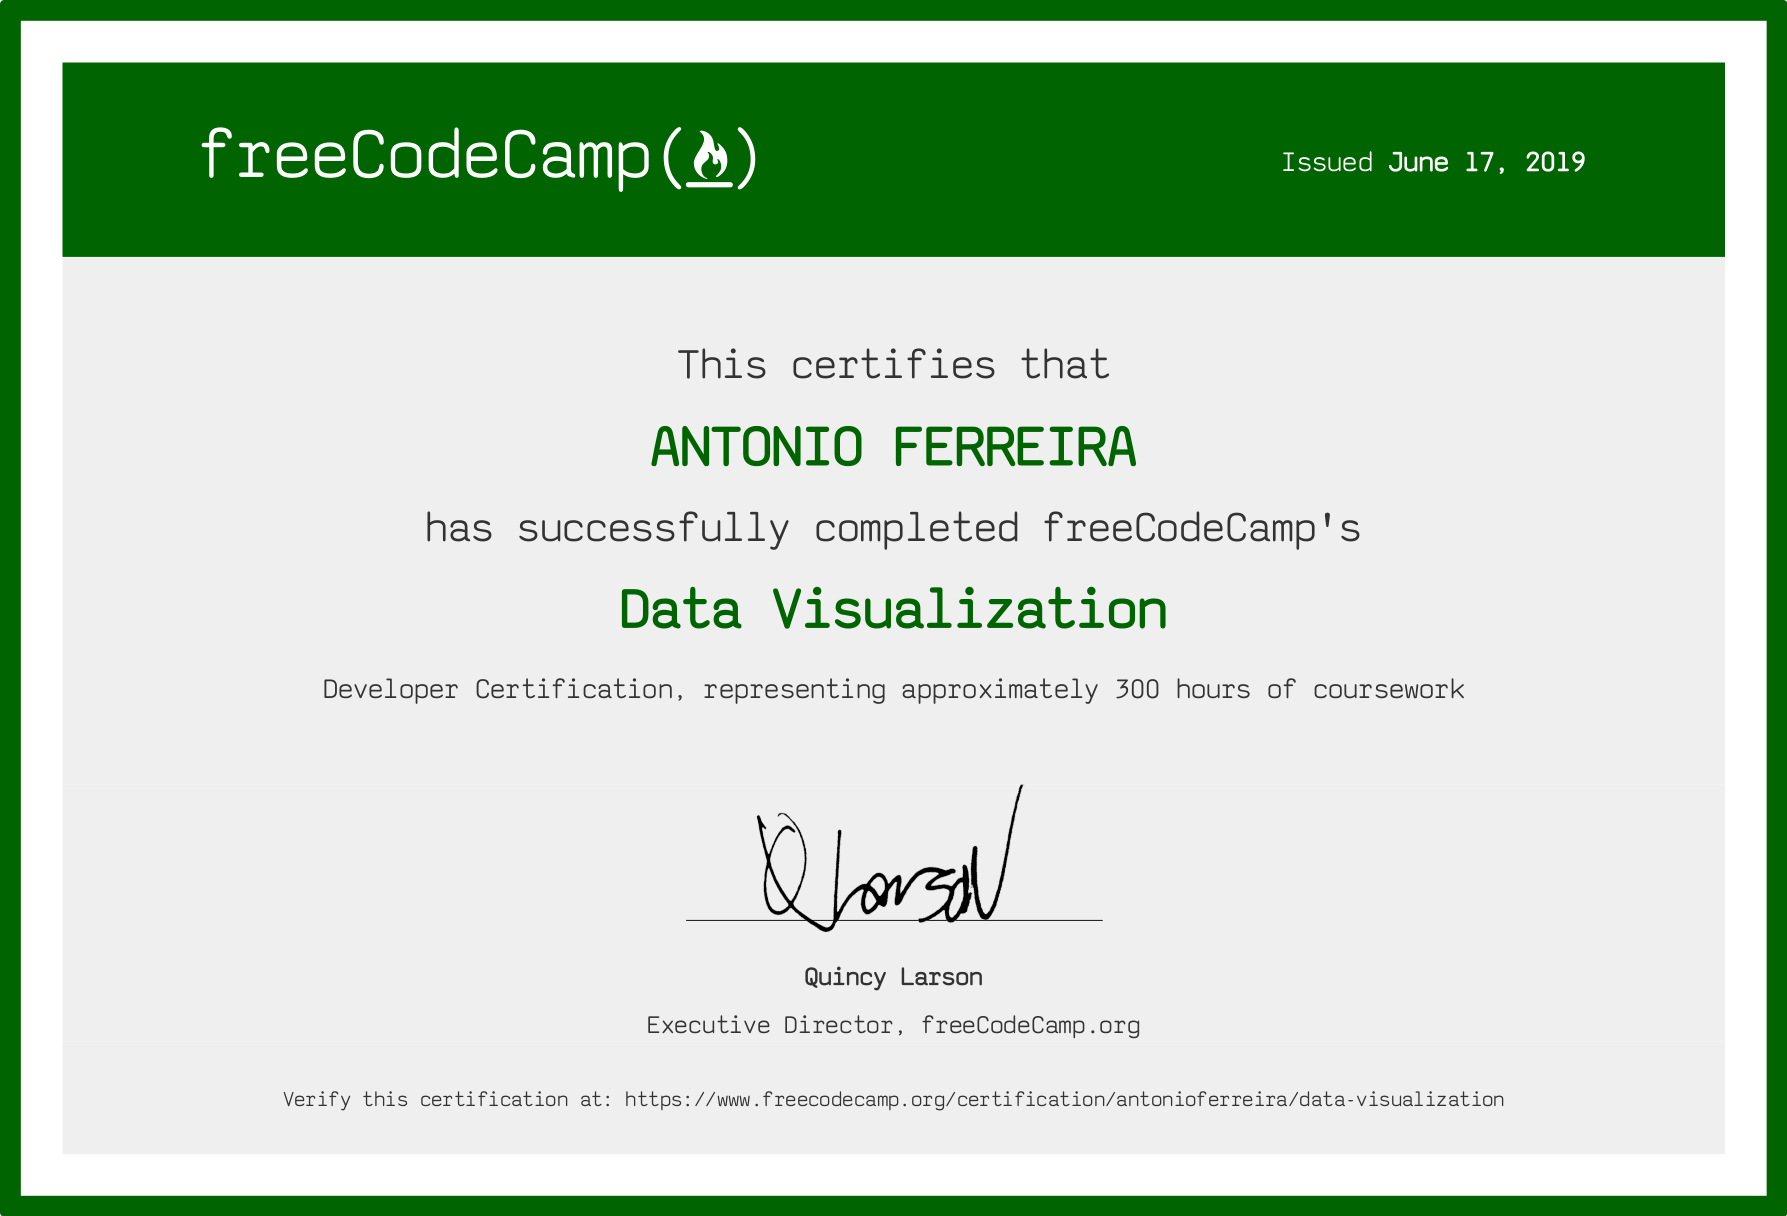 freeCodeCamp(🔥)
Issued June 17, 2019
This certifies that
ANTONIO FERREIRA
has successfully completed freeCodeCamp's
Data Visualization
Developer Certification, representing approximately 300 hours of coursework
Q Larson
Quincy Larson
Executive Director, freeCodeCamp.org
Verify this certification at: https://www.freecodecamp.org/certification/antonioferreira/data-visualization